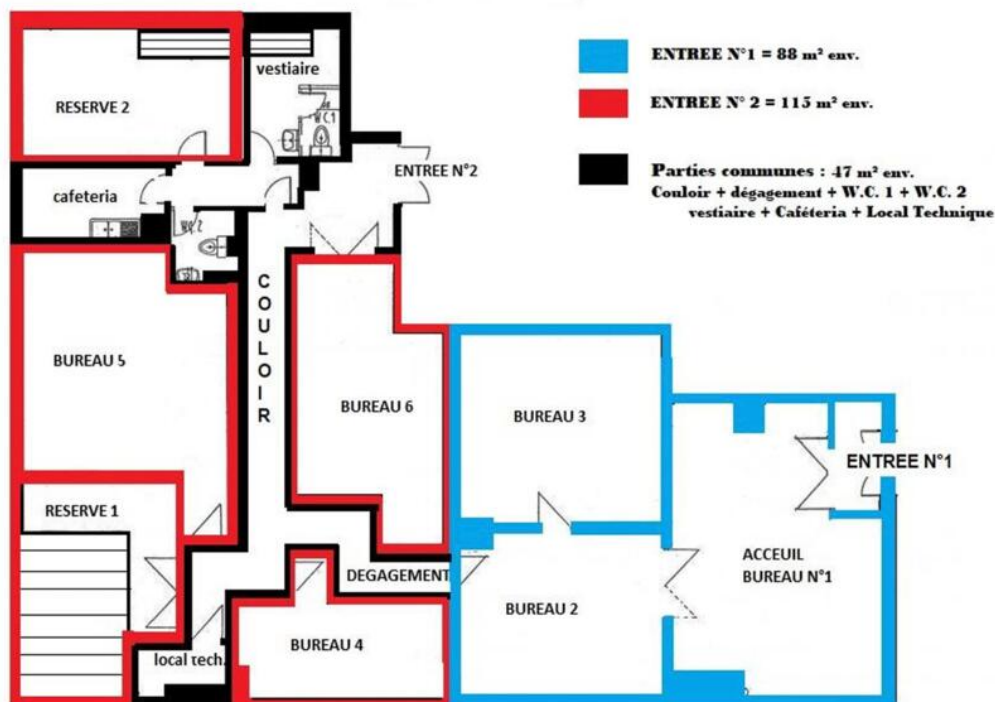 ENTREE N°1 = 88 m² env.
ENTREE N° 2 = 115 m² env.
Parties communes : 47 m² env.
Couloir + dégagement + W.C. 1 + W.C. 2
vestiaire + Caféteria + Local Technique
vestiaire
RESERVE 2
W.C.1
ENTREE N°2
cafeteria
W.C. 2
COULOIR
BUREAU 5
BUREAU 6
BUREAU 3
ENTREE N°1
RESERVE 1
ACCEUIL
BUREAU N°1
DEGAGEMENT
BUREAU 2
BUREAU 4
local tech.